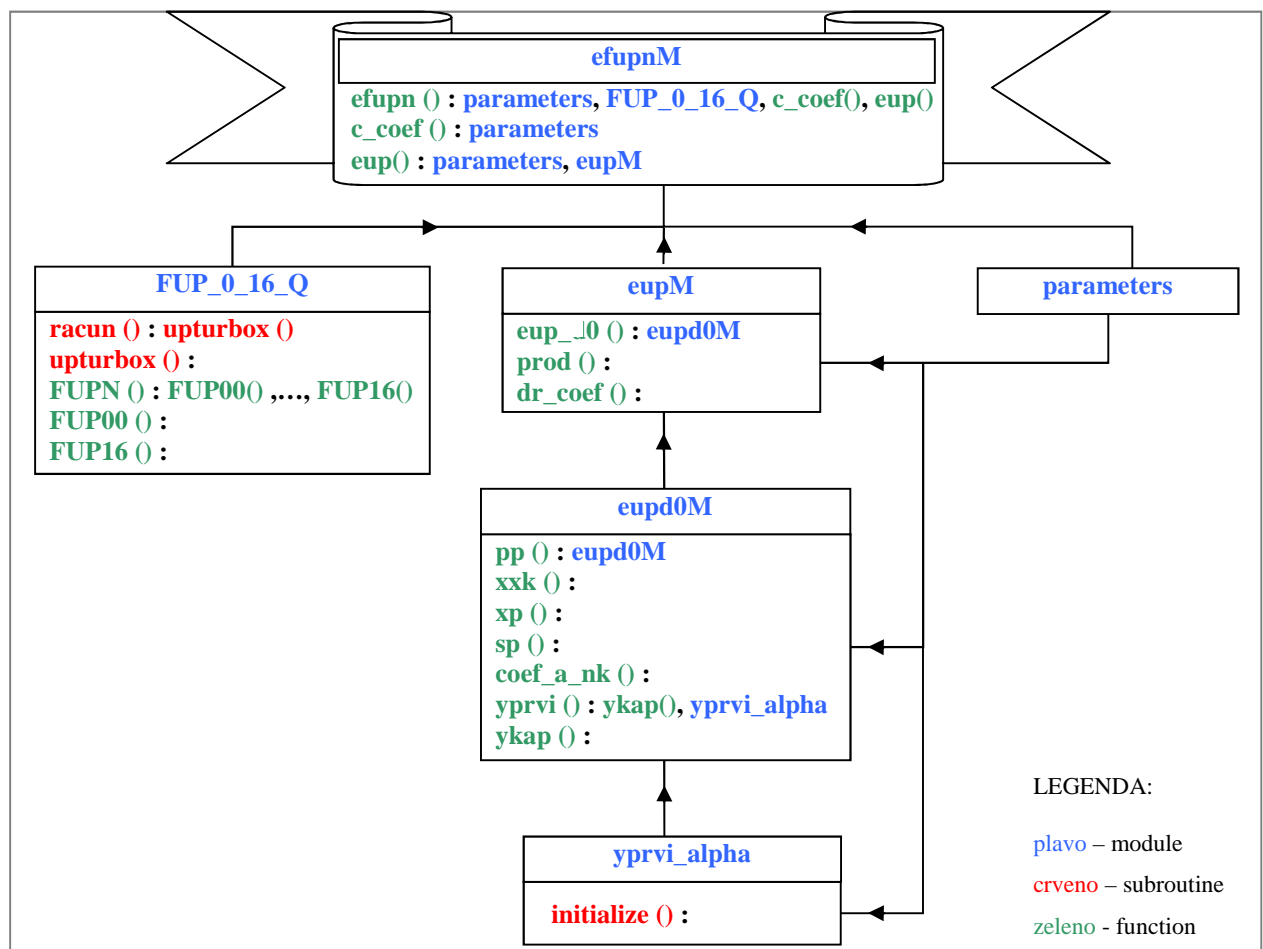 efupnM
efupn () : parameters, FUP_0_16_Q, c_coef(), eup()
c_coef () : parameters
eup() : parameters, eupM
FUP_0_16_Q
racun () : upturbox ()
upturbox () :
FUPN () : FUP00() ,…, FUP16()
FUP00 () :
FUP16 () :
eupM
() : eupd0M
prod () :
dr_coef () :
parameters
eupd0M
pp () : eupd0M
xxk () :
xp () :
sp () :
coef_a_nk () :
yprvi () : ykap(), yprvi_alpha
ykap () :
yprvi_alpha
initialize () :
LEGENDA:
plavo – module
crveno – subroutine
zeleno - function